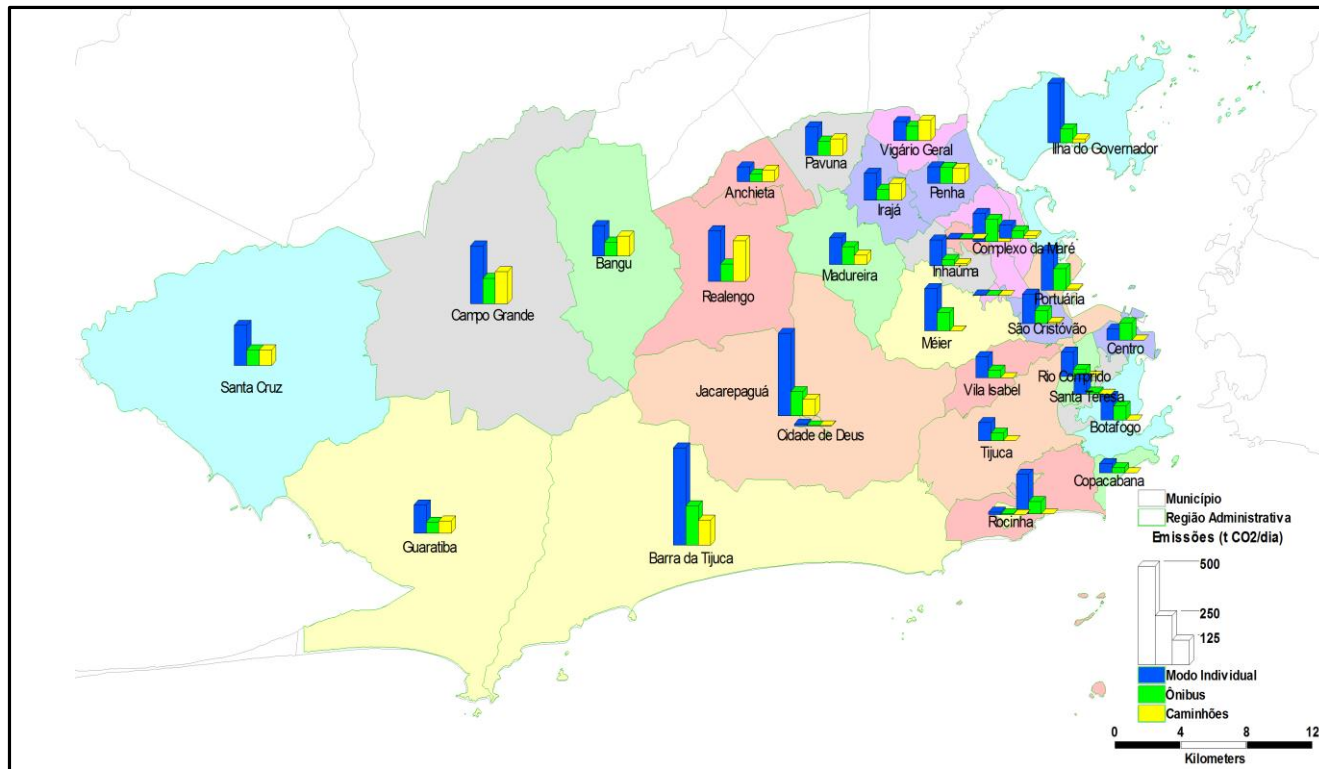 Ilha do Governador
Vigário Geral
Pavuna
Anchieta
Penha
Irajá
Complexo da Maré
Bangu
Madureira
Inhaúma
Realengo
Portuária
Campo Grande
São Cristóvão
Méier
Centro
Santa Cruz
Jacarepaguá
Vila Isabel
Rio Comprido
Santa Teresa
Botafogo
Cidade de Deus
Tijuca
Copacabana
Rocinha
Guaratiba
Barra da Tijuca
Município
Região Administrativa
Emissões (t CO2/dia)
500
250
125
Modo Individual
Ônibus
Caminhões
0 4 8 12
Kilometers